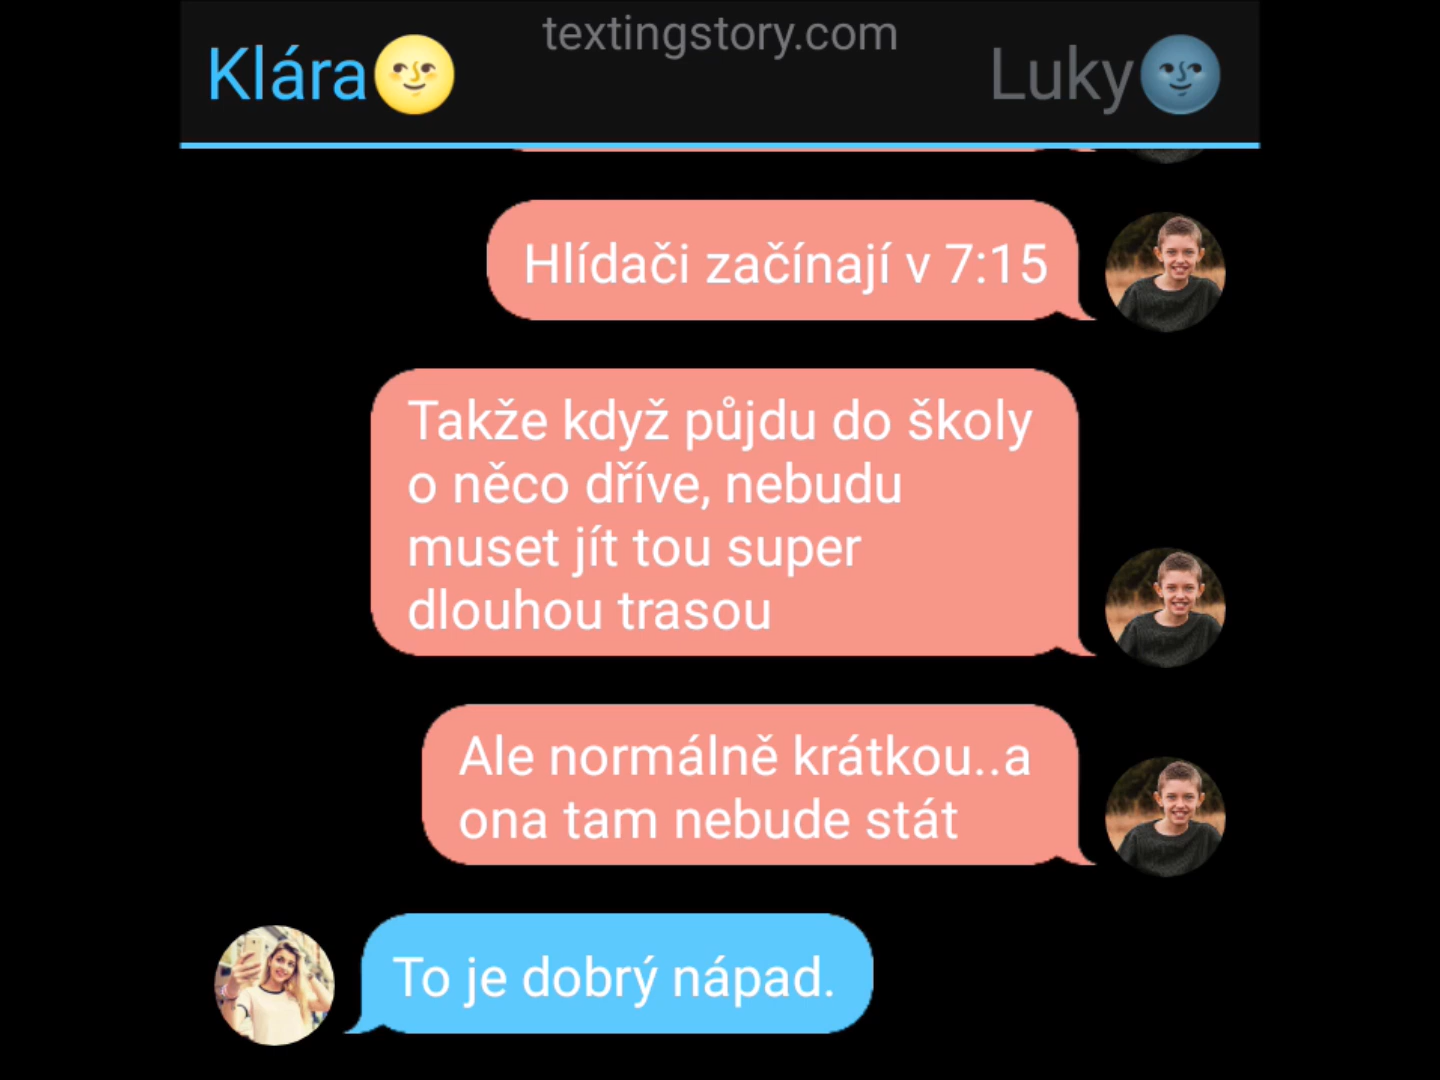 textingstory.com
Klára🌝
Luky🌚
Hlídači začínají v 7:15
Takže když půjdu do školy
o něco dříve, nebudu
muset jít tou super
dlouhou trasou
Ale normálně krátkou..a
ona tam nebude stát
To je dobrý nápad.